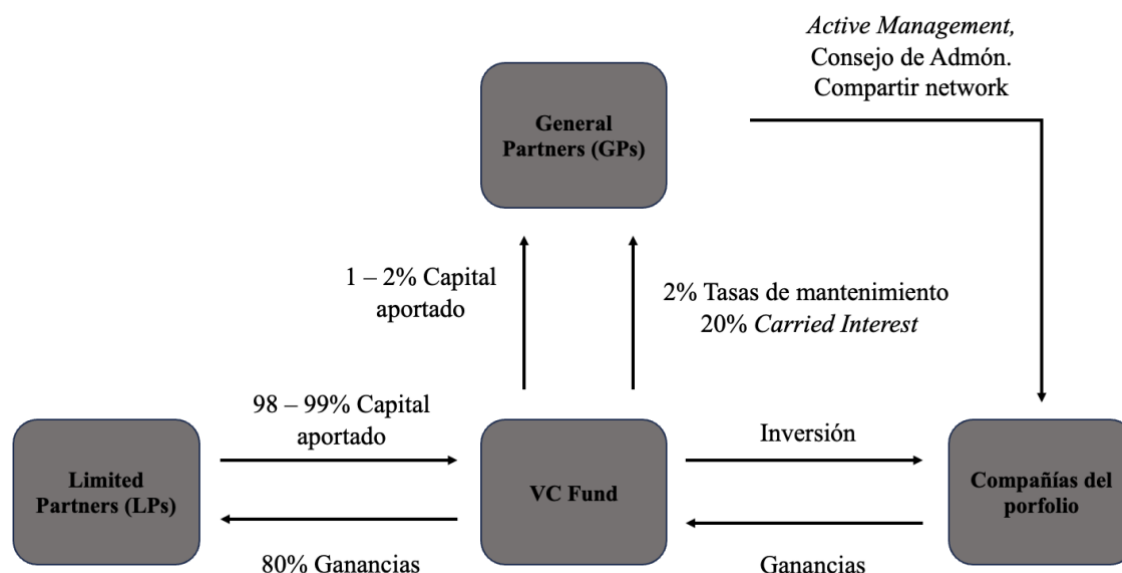 Active Management,
Consejo de Admón.
Compartir network
General
Partners (GPs)
1 – 2% Capital
aportado
2% Tasas de mantenimiento
20% Carried Interest
98 – 99% Capital
aportado
Inversión
Limited
Partners (LPs)
VC Fund
Compañías del
porfolio
80% Ganancias
Ganancias